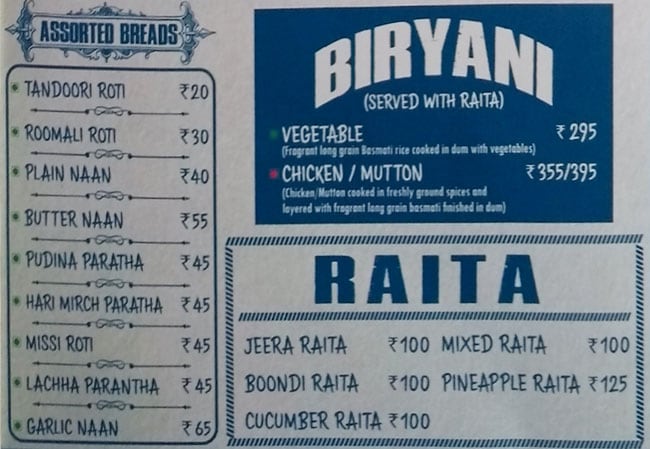 ASSORTED BREADS
TANDOORI ROTI ₹20
ROOMALI ROTI ₹30
PLAIN NAAN ₹40
BUTTER NAAN ₹55
PUDINA PARATHA ₹45
HARI MIRCH PARATHA ₹45
MISSI ROTI ₹45
LACHHA PARANTHA ₹45
GARLIC NAAN ₹65
BIRYANI
(SERVED WITH RAITA)
VEGETABLE ₹295
(Fragrant long grain Basmati rice cooked in dum with vegetables)
CHICKEN / MUTTON ₹355/395
(Chicken/Mutton cooked in freshly ground spices and
layered with fragrant long grain basmati finished in dum)
RAITA
JEERA RAITA ₹100 MIXED RAITA ₹100
BOONDI RAITA ₹100 PINEAPPLE RAITA ₹125
CUCUMBER RAITA ₹100